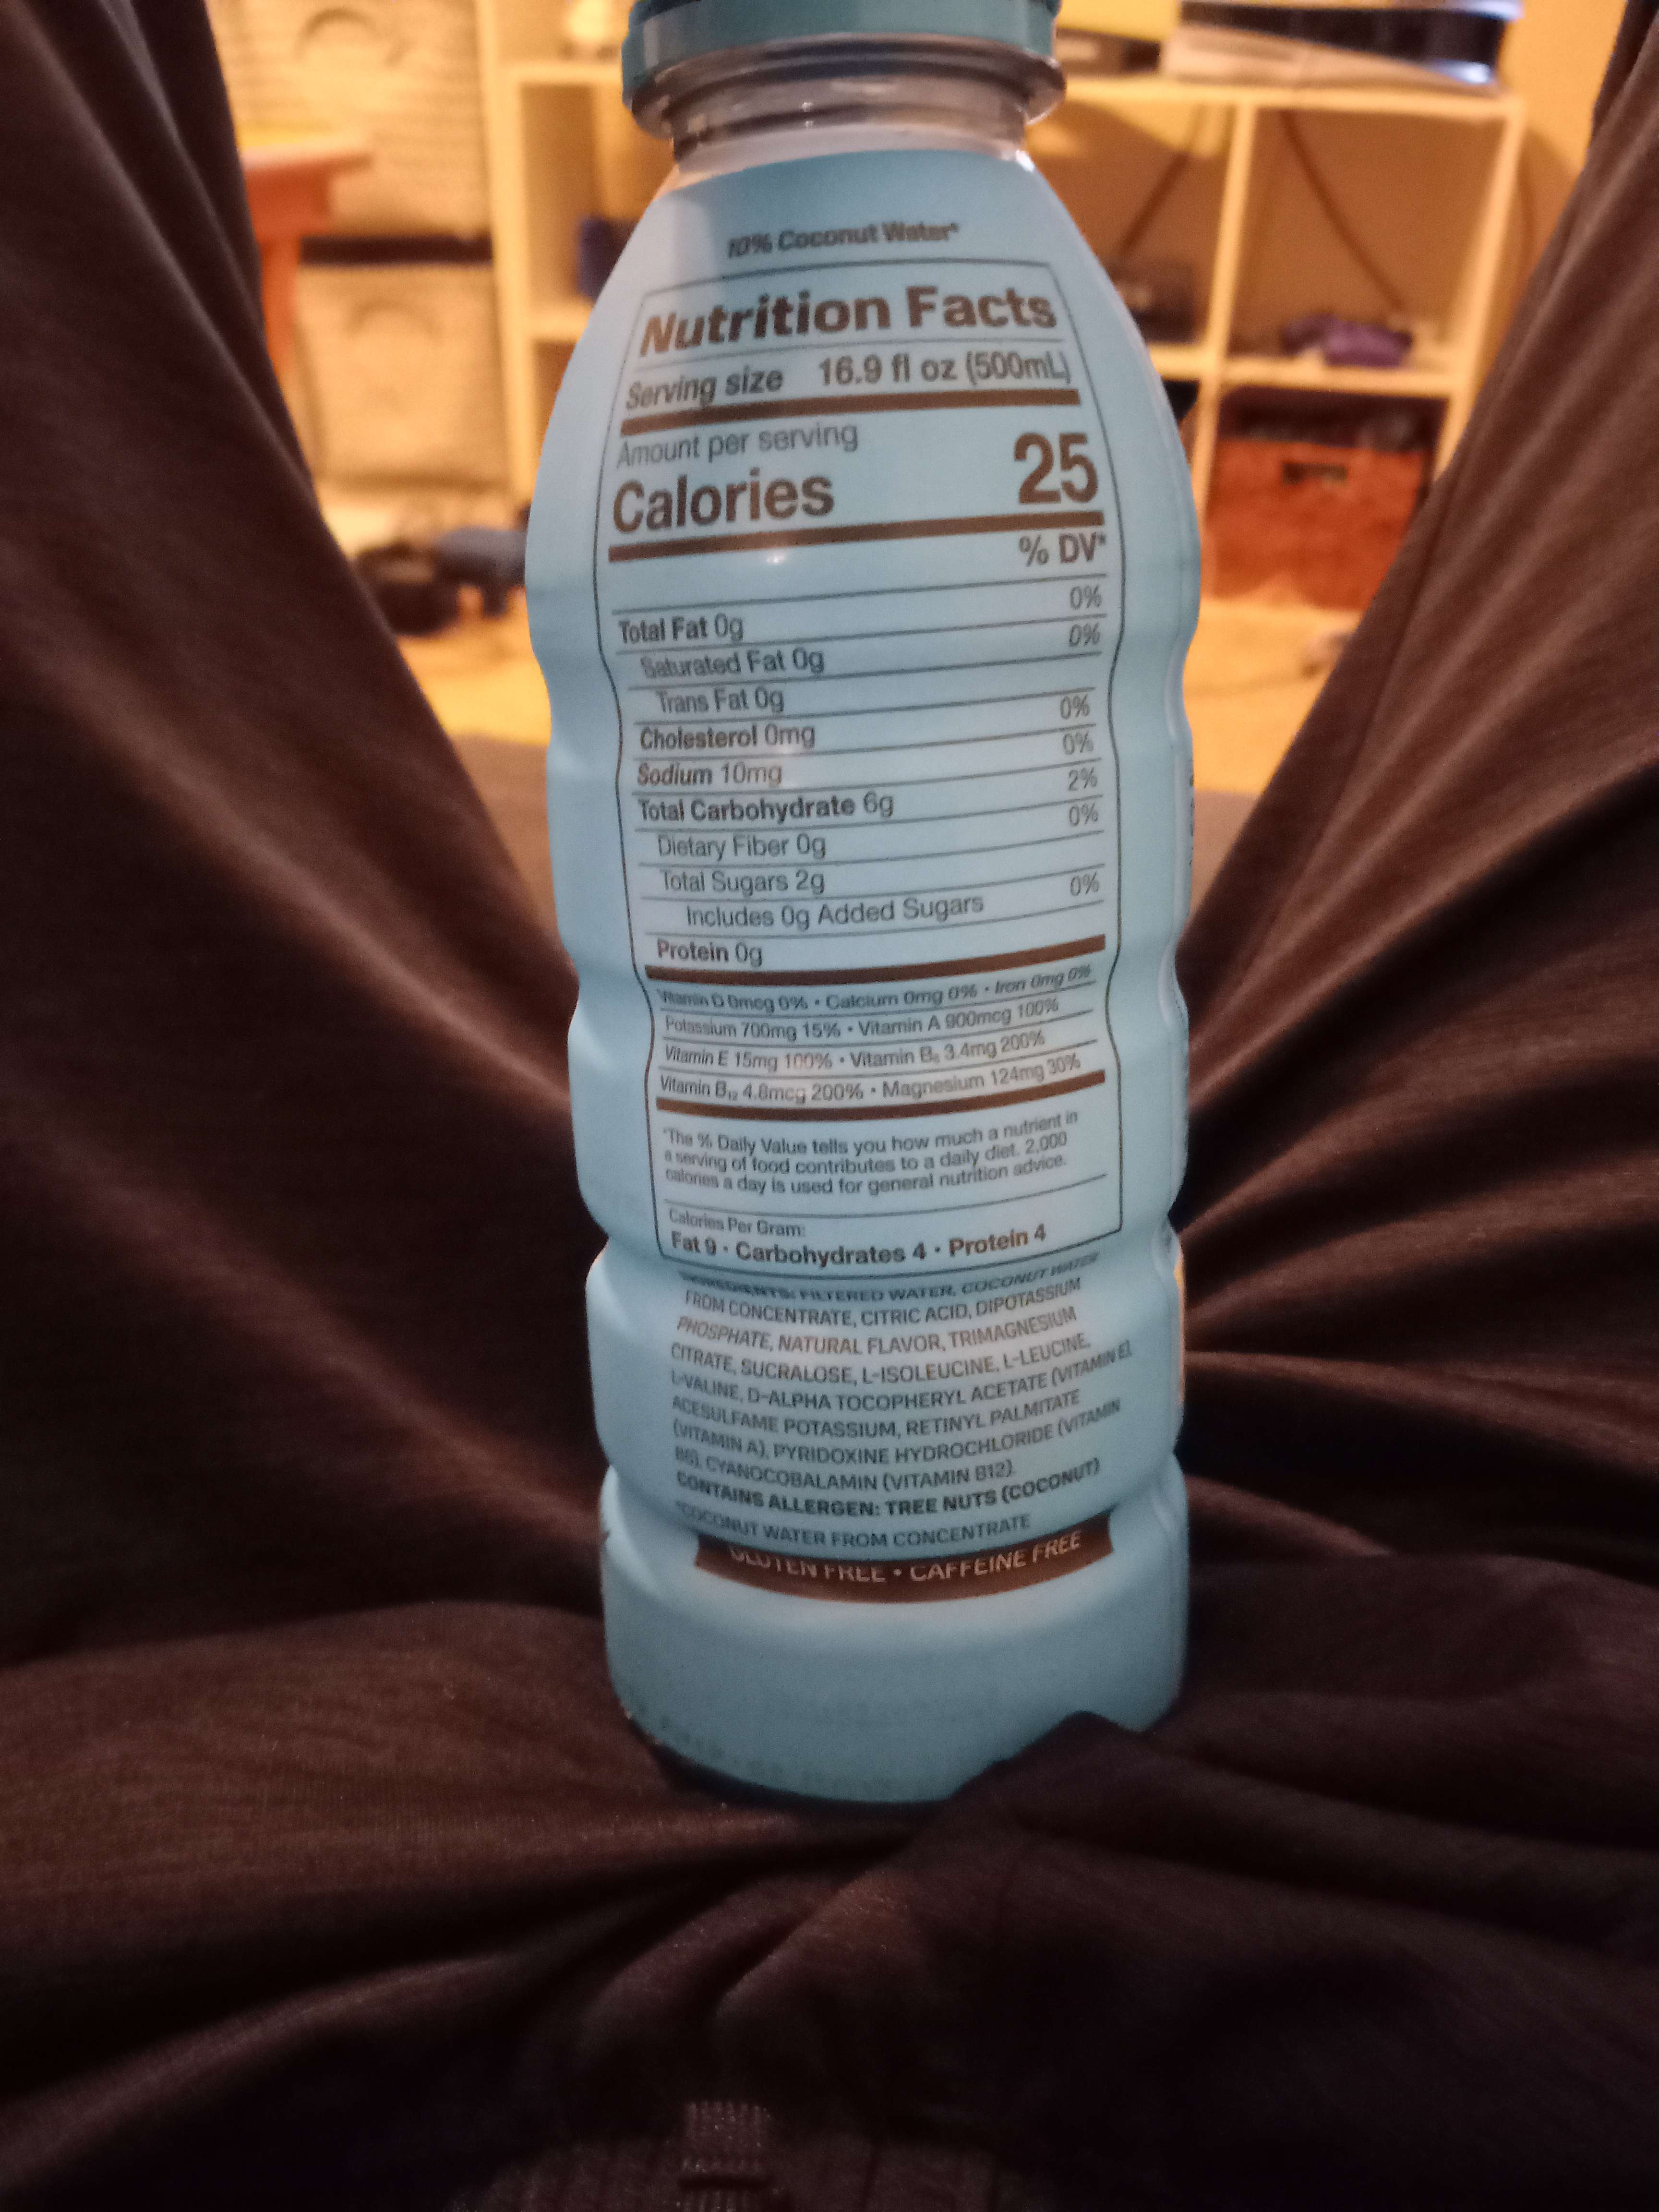 10% Coconut Water*
Nutrition Facts
Serving size 16.9 fl oz (500mL)
Amount per serving
Calories 25
% DV*
Total Fat 0g 0%
Saturated Fat 0g 0%
Trans Fat 0g
Cholesterol 0mg 0%
Sodium 10mg 0%
Total Carbohydrate 6g 2%
Dietary Fiber 0g 0%
Total Sugars 2g
Includes 0g Added Sugars 0%
Protein 0g
Vitamin D 0mcg 0% • Calcium 0mg 0% • Iron 0mg 0%
Potassium 700mg 15% • Vitamin A 900mcg 100%
Vitamin E 15mg 100% • Vitamin B₆ 3.4mg 200%
Vitamin B₁₂ 4.8mcg 200% • Magnesium 124mg 30%
*The % Daily Value tells you how much a nutrient in
a serving of food contributes to a daily diet. 2,000
calories a day is used for general nutrition advice.
Calories Per Gram:
Fat 9 • Carbohydrates 4 • Protein 4
INGREDIENTS: FILTERED WATER, COCONUT WATER
FROM CONCENTRATE, CITRIC ACID, DIPOTASSIUM
PHOSPHATE, NATURAL FLAVOR, TRIMAGNESIUM
CITRATE, SUCRALOSE, L-ISOLEUCINE, L-LEUCINE,
L-VALINE, D-ALPHA TOCOPHERYL ACETATE (VITAMIN E),
ACESULFAME POTASSIUM, RETINYL PALMITATE
(VITAMIN A), PYRIDOXINE HYDROCHLORIDE (VITAMIN
B6), CYANOCOBALAMIN (VITAMIN B12).
CONTAINS ALLERGEN: TREE NUTS (COCONUT)
*COCONUT WATER FROM CONCENTRATE
GLUTEN FREE • CAFFEINE FREE